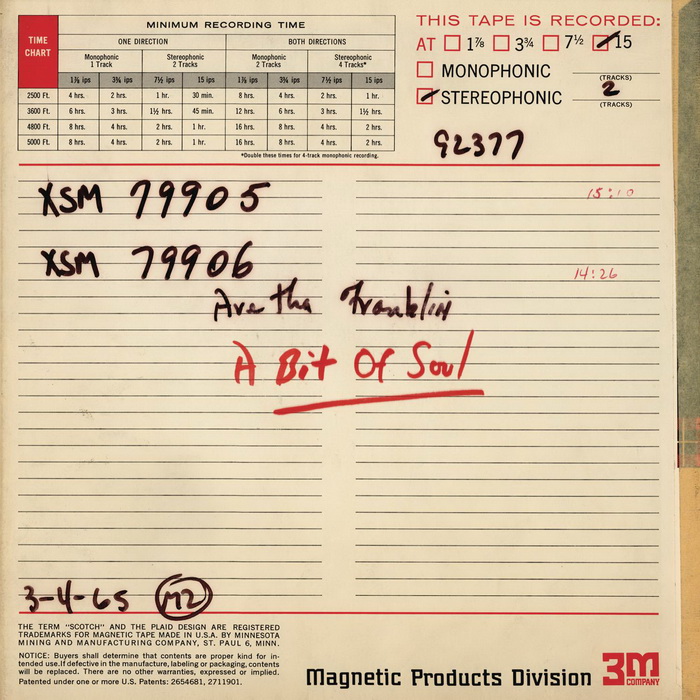 THIS TAPE IS RECORDED:
AT 1⅞ 3¾ 7½ 15
MONOPHONIC
(TRACKS)
STEREOPHONIC 2
(TRACKS)
92377
TIME CHART
MINIMUM RECORDING TIME
ONE DIRECTION BOTH DIRECTIONS
Monophonic 1 Track Stereophonic 2 Tracks Monophonic 2 Tracks Stereophonic 4 Tracks*
1⅞ ips 3¾ ips 7½ ips 15 ips 1⅞ ips 3¾ ips 7½ ips 15 ips
2500 Ft. 4 hrs. 2 hrs. 1 hr. 30 min. 8 hrs. 4 hrs. 2 hrs. 1 hr.
3600 Ft. 6 hrs. 3 hrs. 1½ hrs. 45 min. 12 hrs. 6 hrs. 3 hrs. 1½ hrs.
4800 Ft. 8 hrs. 4 hrs. 2 hrs. 1 hr. 16 hrs. 8 hrs. 4 hrs. 2 hrs.
5000 Ft. 8 hrs. 4 hrs. 2 hrs. 1 hr. 16 hrs. 8 hrs. 4 hrs. 2 hrs.
*Double these times for 4-track monophonic recording.
XSM 79905 15:10
XSM 79906 14:26
Aretha Franklin
A Bit Of Soul
3-4-65 M2
THE TERM "SCOTCH" AND THE PLAID DESIGN ARE REGISTERED
TRADEMARKS FOR MAGNETIC TAPE MADE IN U.S.A. BY MINNESOTA
MINING AND MANUFACTURING COMPANY, ST. PAUL 6, MINN.
NOTICE: Buyers shall determine that contents are proper kind for in-
tended use. If defective in the manufacture, labeling or packaging, contents
will be replaced. There are no other warranties, expressed or implied.
Patented under one or more U.S. Patents: 2654681, 2711901.
Magnetic Products Division 3M
COMPANY